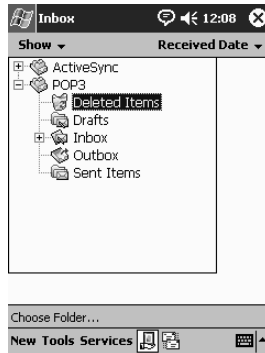 Inbox 12:08
Show Received Date
ActiveSync
POP3
Deleted Items
Drafts
Inbox
Outbox
Sent Items
Choose Folder...
New Tools Services